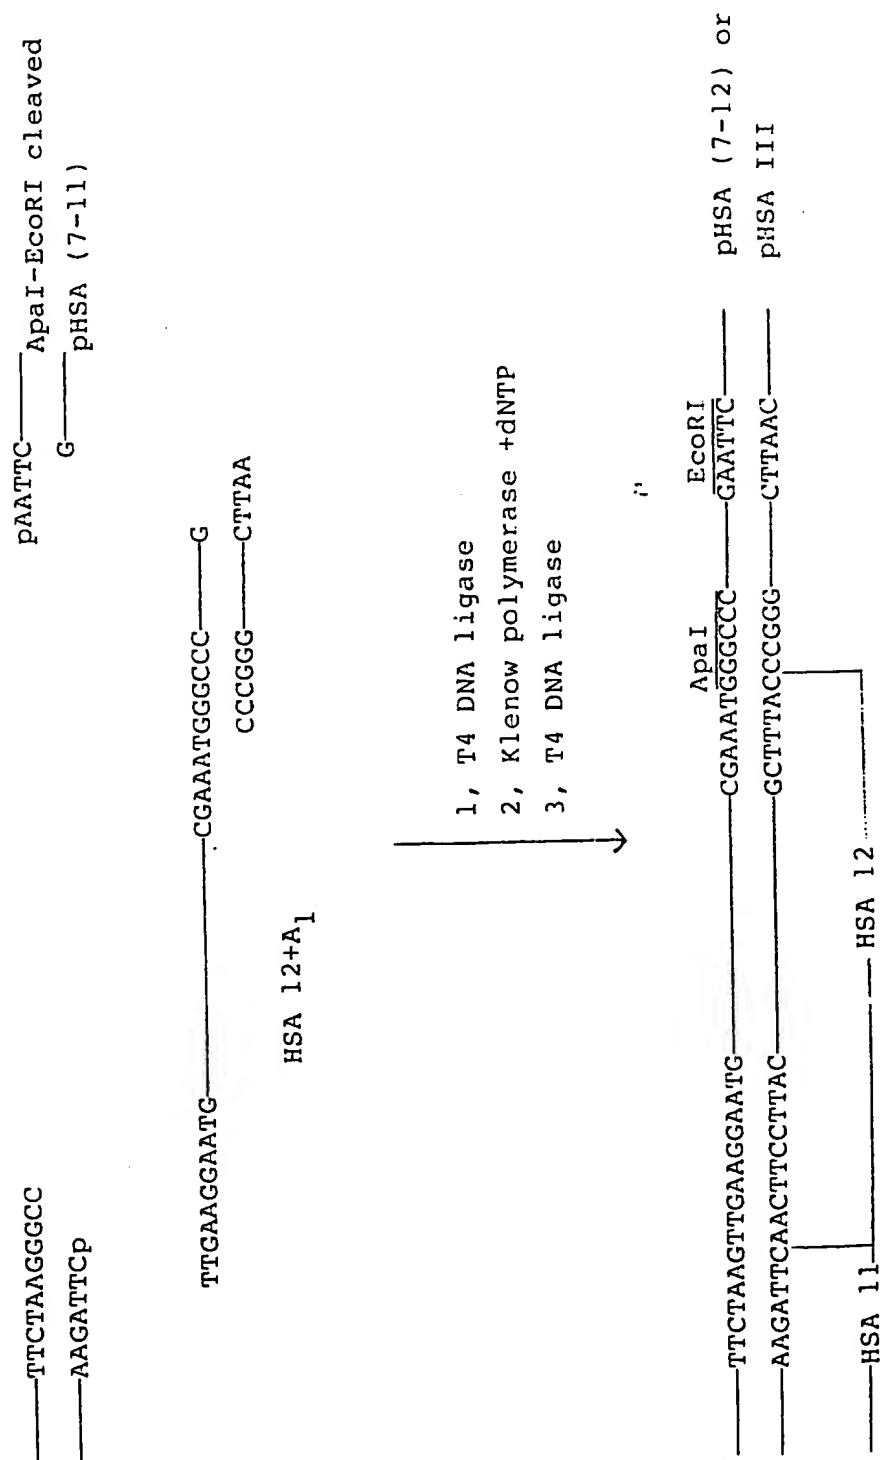 TTCTAAGGGCC
pAATTC
ApaI-EcoRI cleaved
AAGATTCp
G
pHSA (7-11)
TTGAAGGAATG
CGAAATGGGCCC
G
CCCGGG
CTTAA
HSA 12+A1
1, T4 DNA ligase
2, Klenow polymerase +dNTP
3, T4 DNA ligase
ApaI
EcoRI
TTCTAAGTTGAAGGAATG
CGAAATGGGCCC
GAATTC
pHSA (7-12) or
AAGATTCAACTTCCTTAC
GCTTTACCCGGG
CTTAAC
pHSA III
HSA 11
HSA 12